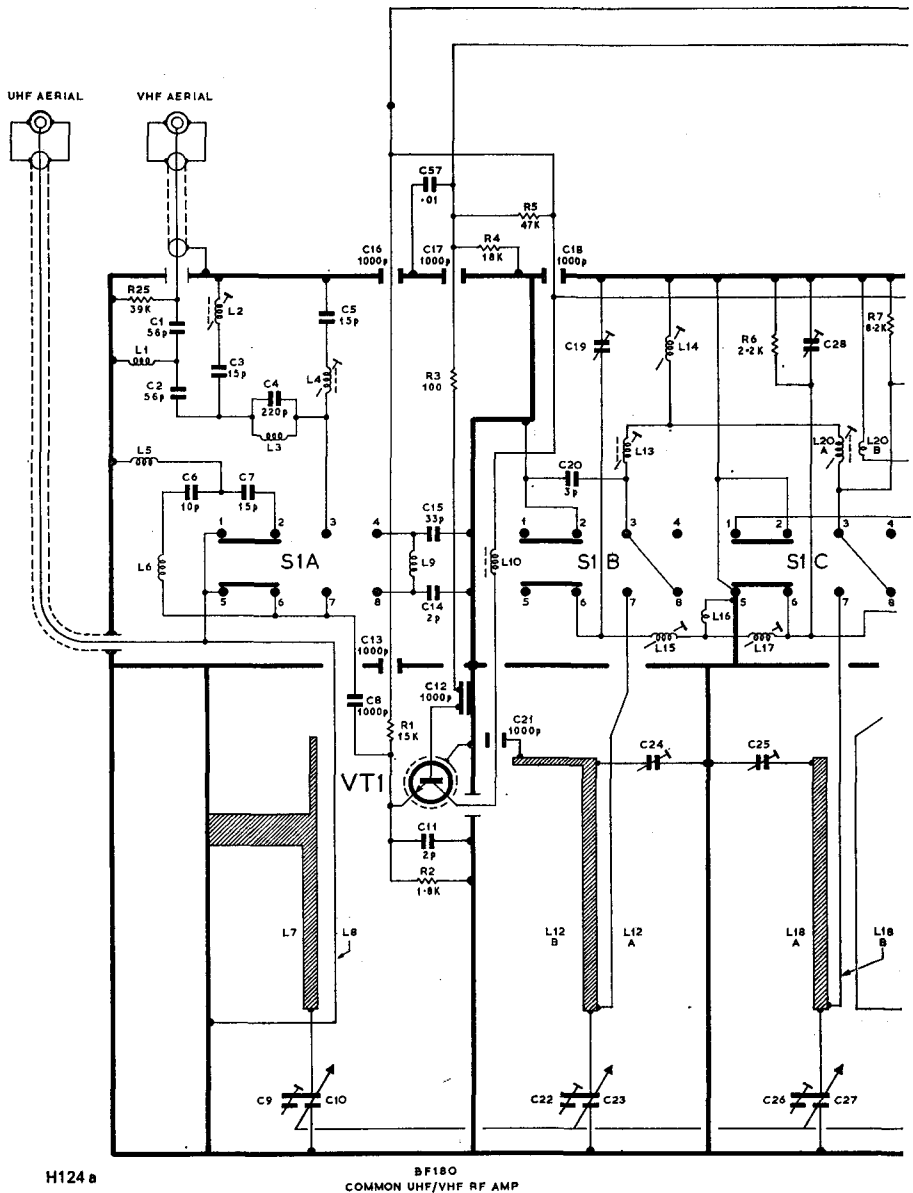 UHF AERIAL
VHF AERIAL
C57
·01
R5
47K
R4
18K
C16
1000p
C17
1000p
C18
1000p
R25
39K
L2
C5
15p
C1
56p
C3
15p
L1
C2
56p
L4
C4
220p
L3
R3
100
C19
L14
R6
2·2K
C28
R7
8·2K
L13
L20
A
L20
B
L5
C6
10p
C7
15p
C15
33p
C20
3p
1
2
3
4
1
2
3
4
1
2
3
4
L6
S1A
L9
L10
S1B
S1C
C14
2p
5
6
7
8
5
6
7
8
5
6
7
8
L16
L15
L17
C13
1000p
C8
1000p
C12
1000p
R1
15K
C21
1000p
C24
C25
VT1
C11
2p
R2
1·8K
L7
L8
L12
B
L12
A
L18
A
L18
B
C9
C10
C22
C23
C26
C27
H124a
BF180
COMMON UHF/VHF RF AMP